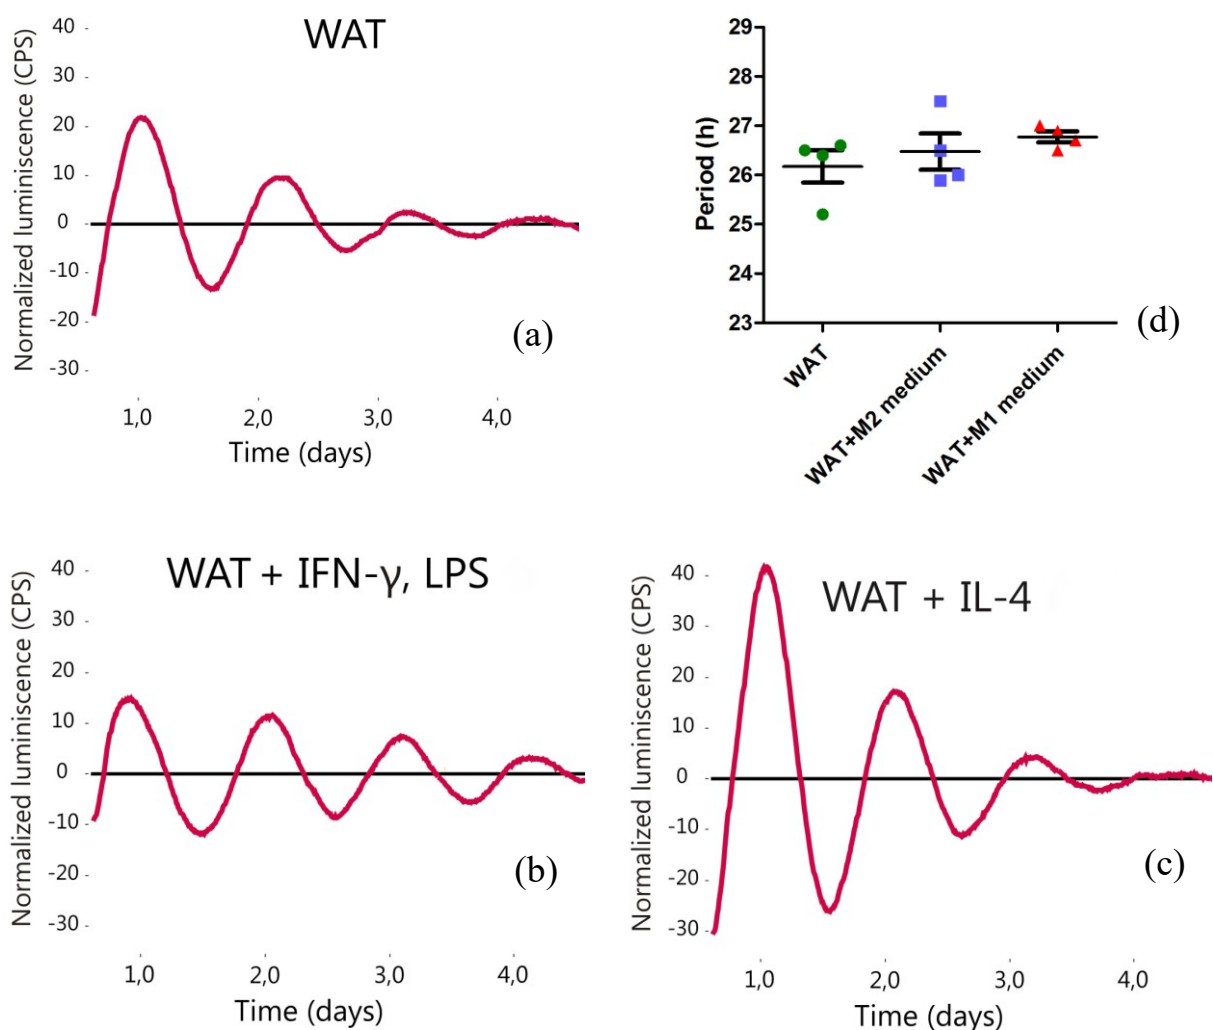 WAT
Normalized luminiscence (CPS)
40
30
20
10
0
-10
-20
-30
1,0 2,0 3,0 4,0
Time (days)
(a)
Period (h)
29
28
27
26
25
24
23
WAT
WAT+M2 medium
WAT+M1 medium
(d)
WAT + IFN-γ, LPS
Normalized luminiscence (CPS)
40
30
20
10
0
-10
-20
-30
1,0 2,0 3,0 4,0
Time (days)
(b)
WAT + IL-4
Normalized luminiscence (CPS)
40
30
20
10
0
-10
-20
-30
1,0 2,0 3,0 4,0
Time (days)
(c)